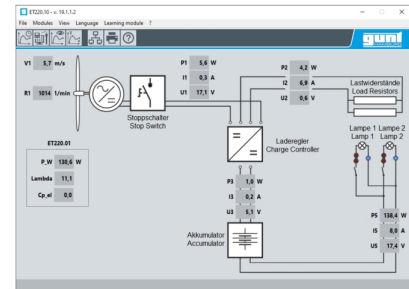 ET220.10 - v. 19.1.1.2
File Modules View Language Learning module ?
gunt
V1 5,7 m/s
R1 1014 1/min
P1 5,6 W
I1 0,3 A
U1 17,1 V
P2 4,2 W
I2 6,9 A
U2 0,6 V
Stoppschalter
Stop Switch
Lastwiderstände
Load Resistors
Lampe 1 Lampe 2
Lamp 1 Lamp 2
Laderegler
Charge Controller
ET220.01
P_W 130,6 W
Lambda 11,1
Cp_el 0,0
P3 1,0 W
I3 0,2 A
U3 5,1 V
Akkumulator
Accumulator
P5 138,4 W
I5 8,0 A
U5 17,4 V